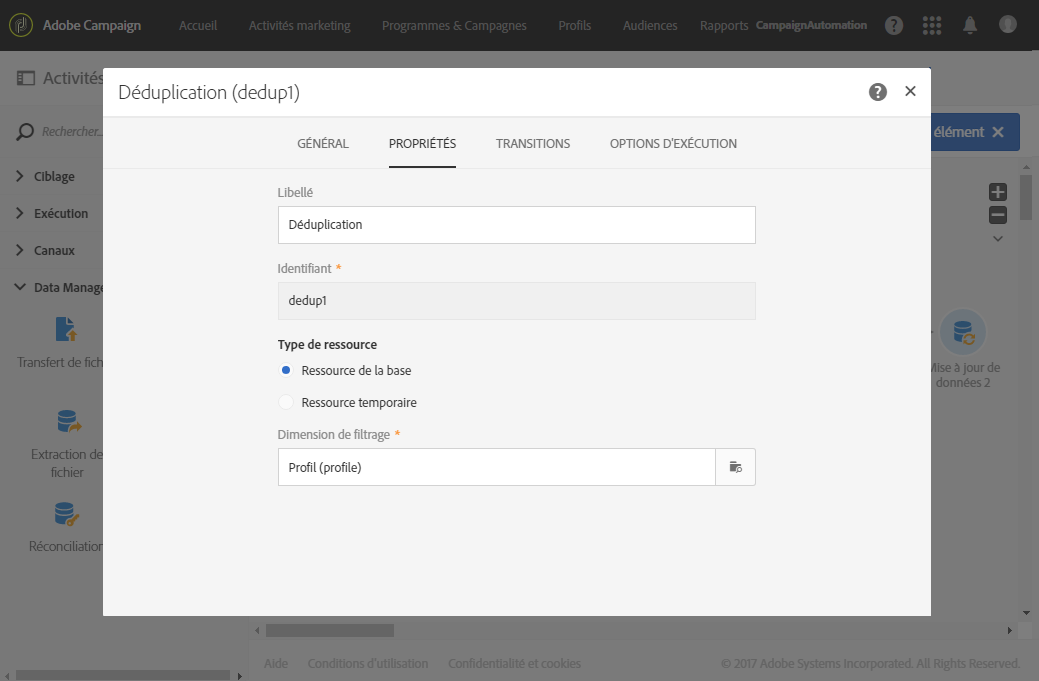 Adobe Campaign
Accueil
Activités marketing
Programmes & Campagnes
Profils
Audiences
Rapports
CampaignAutomation
Activités
Déduplication (dedup1)
Rechercher...
élément
GÉNÉRAL
PROPRIÉTÉS
TRANSITIONS
OPTIONS D'EXÉCUTION
Ciblage
Exécution
Canaux
Data Manage
Transfert de fich
Extraction de
fichier
Réconciliation
Libellé
Déduplication
Identifiant *
dedup1
Type de ressource
Ressource de la base
Ressource temporaire
Dimension de filtrage *
Profil (profile)
Mise à jour de
données 2
Aide
Conditions d'utilisation
Confidentialité et cookies
© 2017 Adobe Systems Incorporated. All Rights Reserved.